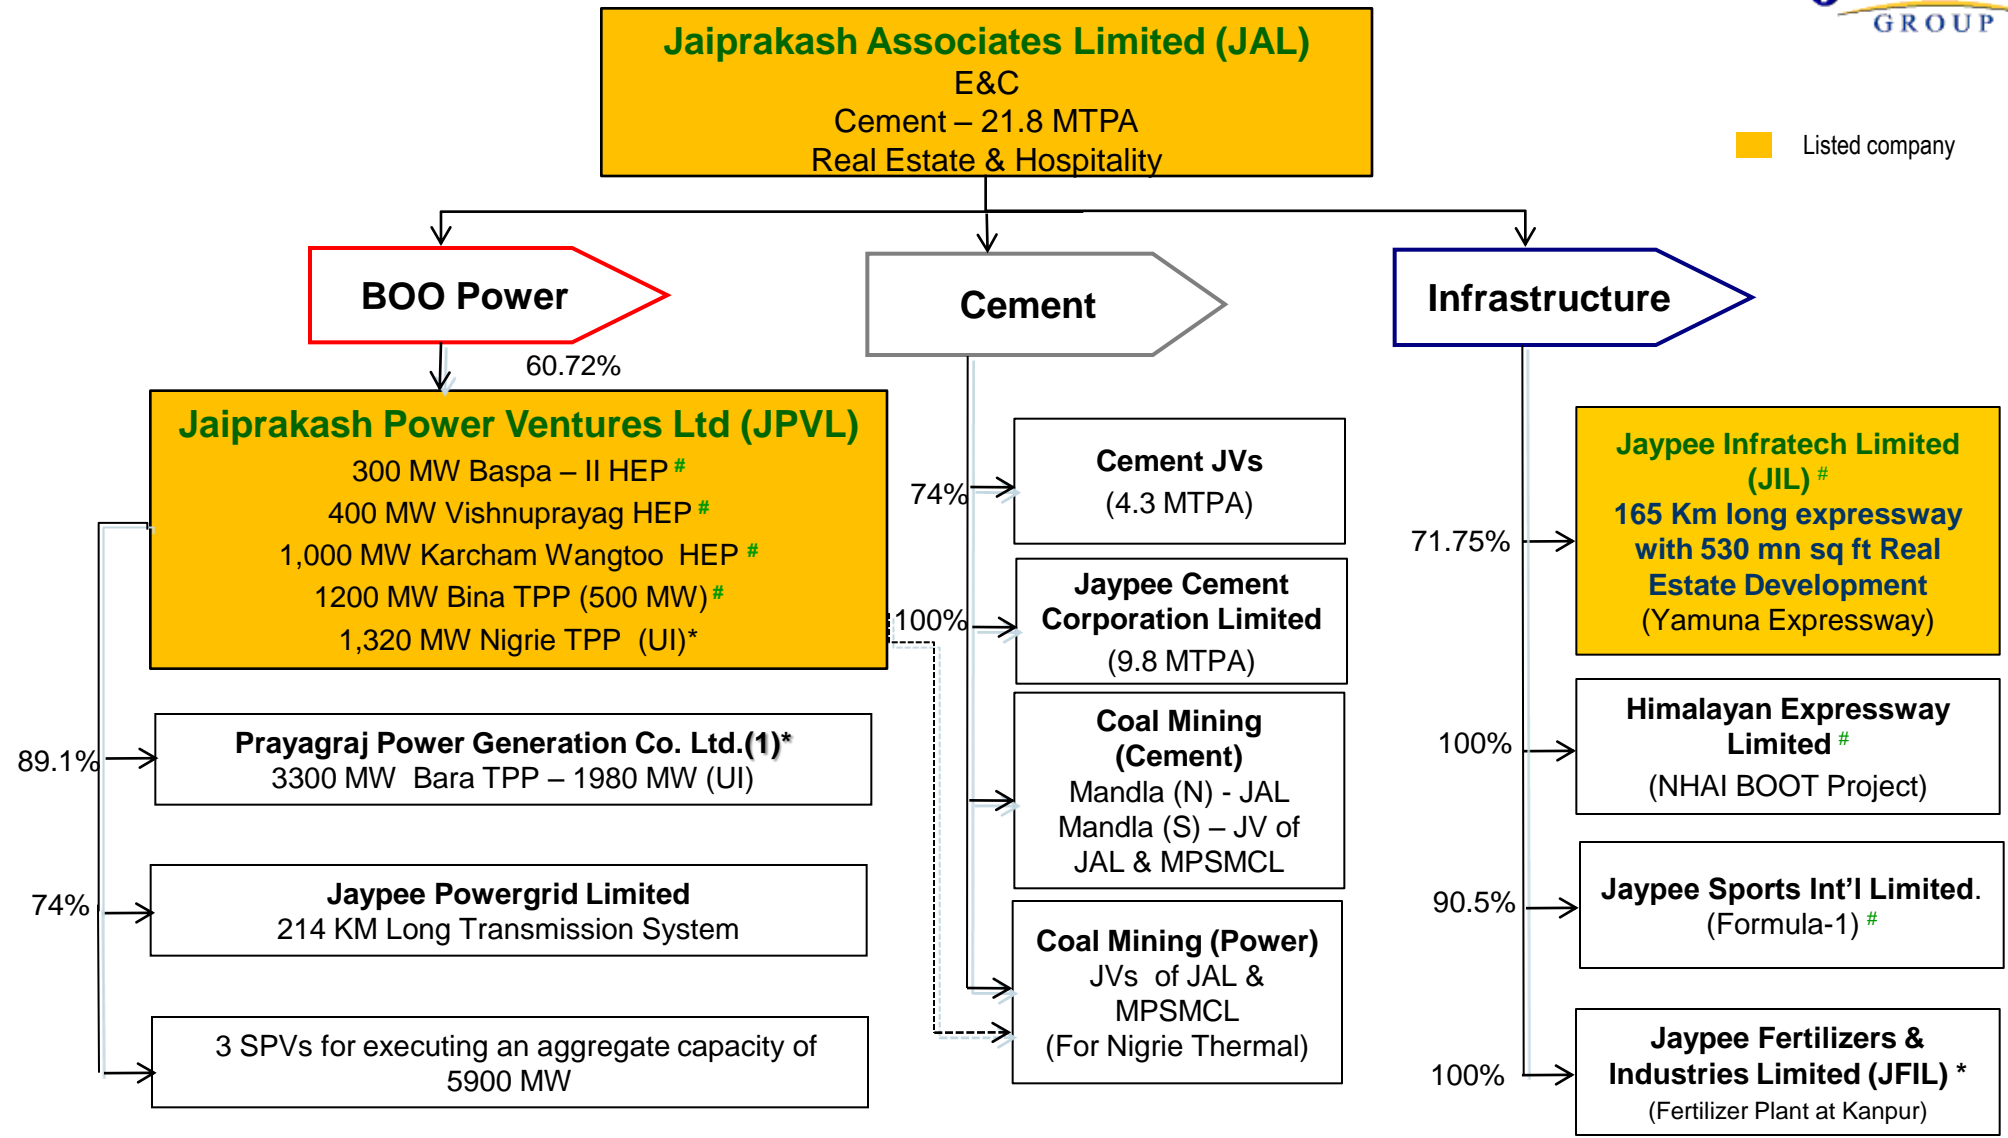 GROUP
Jaiprakash Associates Limited (JAL)
E&C
Cement – 21.8 MTPA
Real Estate & Hospitality
Listed company
BOO Power
Cement
Infrastructure
60.72%
Jaiprakash Power Ventures Ltd (JPVL)
300 MW Baspa – II HEP #
400 MW Vishnuprayag HEP #
1,000 MW Karcham Wangtoo HEP #
1200 MW Bina TPP (500 MW) #
1,320 MW Nigrie TPP (UI)*
89.1%
Prayagraj Power Generation Co. Ltd.(1)*
3300 MW Bara TPP – 1980 MW (UI)
74%
Jaypee Powergrid Limited
214 KM Long Transmission System
3 SPVs for executing an aggregate capacity of
5900 MW
74%
Cement JVs
(4.3 MTPA)
100%
Jaypee Cement
Corporation Limited
(9.8 MTPA)
Coal Mining
(Cement)
Mandla (N) - JAL
Mandla (S) – JV of
JAL & MPSMCL
Coal Mining (Power)
JVs of JAL &
MPSMCL
(For Nigrie Thermal)
71.75%
Jaypee Infratech Limited
(JIL) #
165 Km long expressway
with 530 mn sq ft Real
Estate Development
(Yamuna Expressway)
100%
Himalayan Expressway
Limited #
(NHAI BOOT Project)
90.5%
Jaypee Sports Int’l Limited.
(Formula-1) #
100%
Jaypee Fertilizers &
Industries Limited (JFIL) *
(Fertilizer Plant at Kanpur)